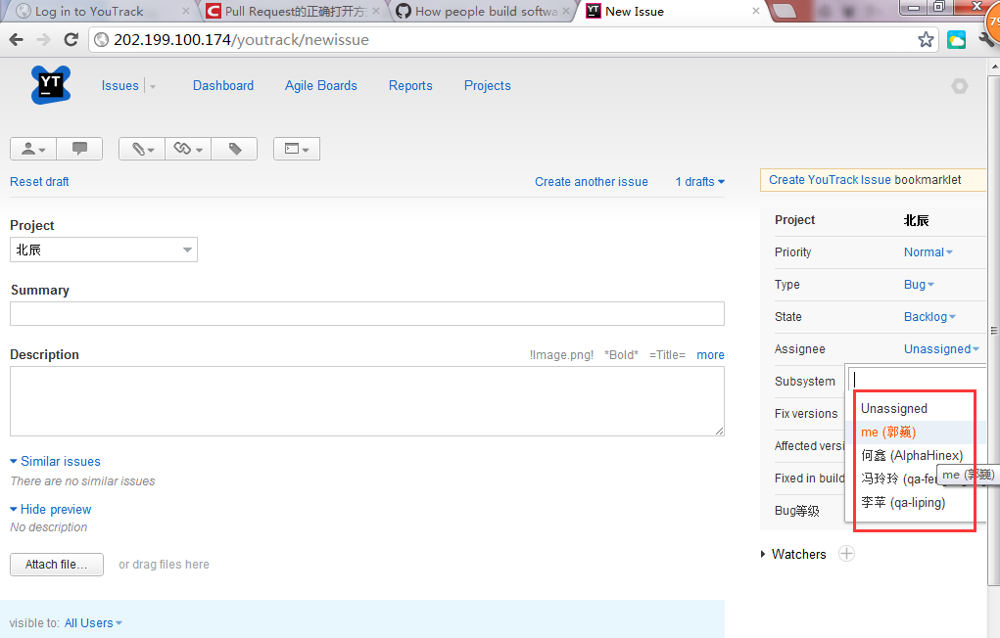 Log in to YouTrack
Pull Request的正确打开方
How people build softwa
New Issue
202.199.100.174/youtrack/newissue
79
YT
Issues
Dashboard
Agile Boards
Reports
Projects
Reset draft
Create another issue
1 drafts
Create YouTrack Issue bookmarklet
Project
北辰
Summary
Description
!Image.png! *Bold* =Title= more
Similar issues
There are no similar issues
Hide preview
No description
Attach file...
or drag files here
visible to: All Users
Project 北辰
Priority Normal
Type Bug
State Backlog
Assignee Unassigned
Subsystem
Fix versions
Affected versi
Fixed in build
Bug等级
Unassigned
me (郭巍)
何鑫 (AlphaHinex)
冯玲玲 (qa-fen
me (郭巍)
李苹 (qa-liping)
Watchers